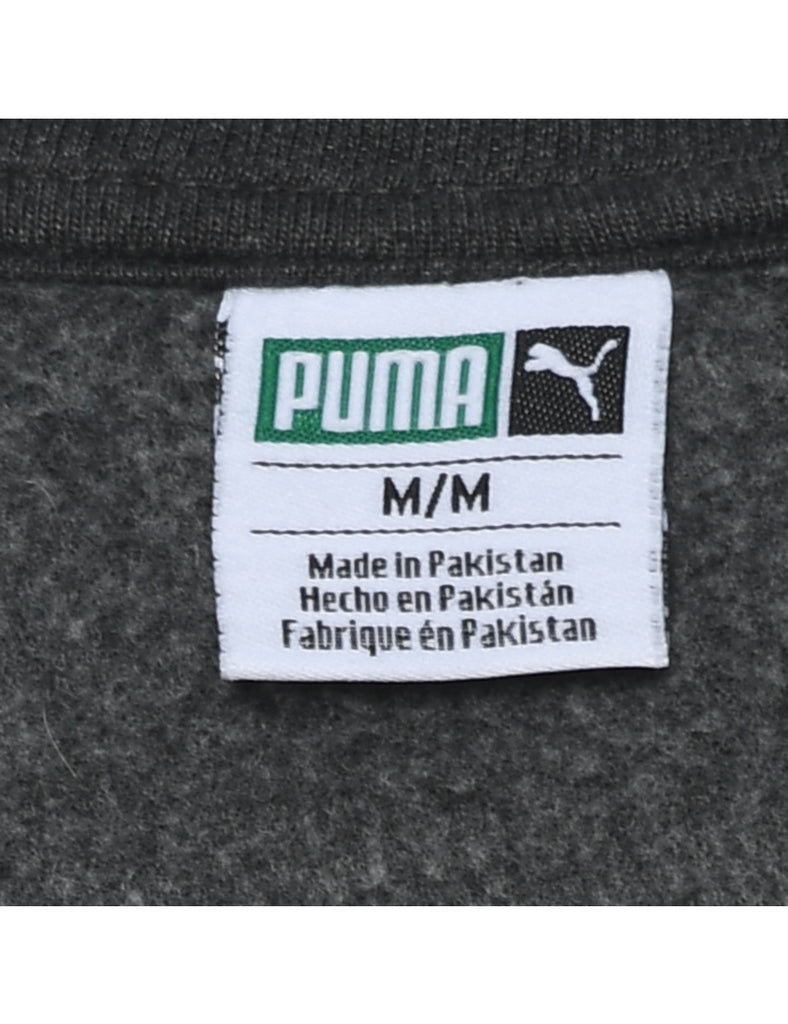 PUMA
M/M
Made in Pakistan
Hecho en Pakistán
Fabrique én Pakistan